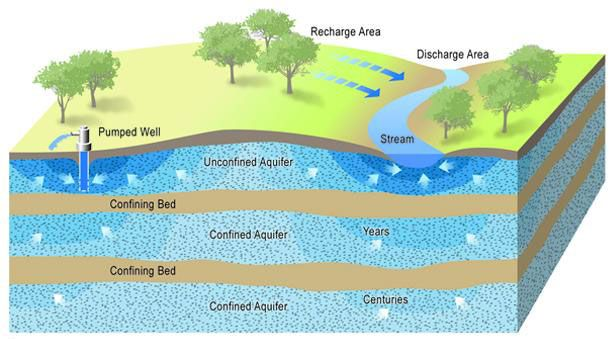 Recharge Area
Discharge Area
Pumped Well
Stream
Unconfined Aquifer
Confining Bed
Confined Aquifer
Years
Confining Bed
Confined Aquifer
Centuries